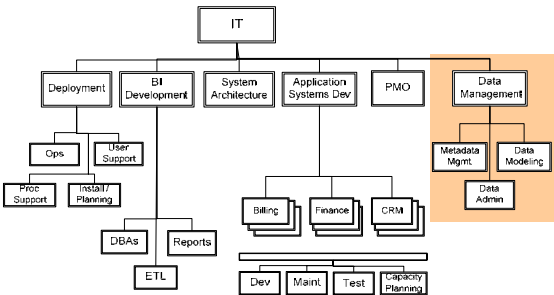 IT
Deployment
BI
Development
System
Architecture
Application
Systems Dev
PMO
Data
Management
Ops
User
Support
Proc
Support
Install /
Planning
DBAs
Reports
ETL
Billing
Finance
CRM
Dev
Maint
Test
Capacity
Planning
Metadata
Mgmt.
Data
Modeling
Data
Admin